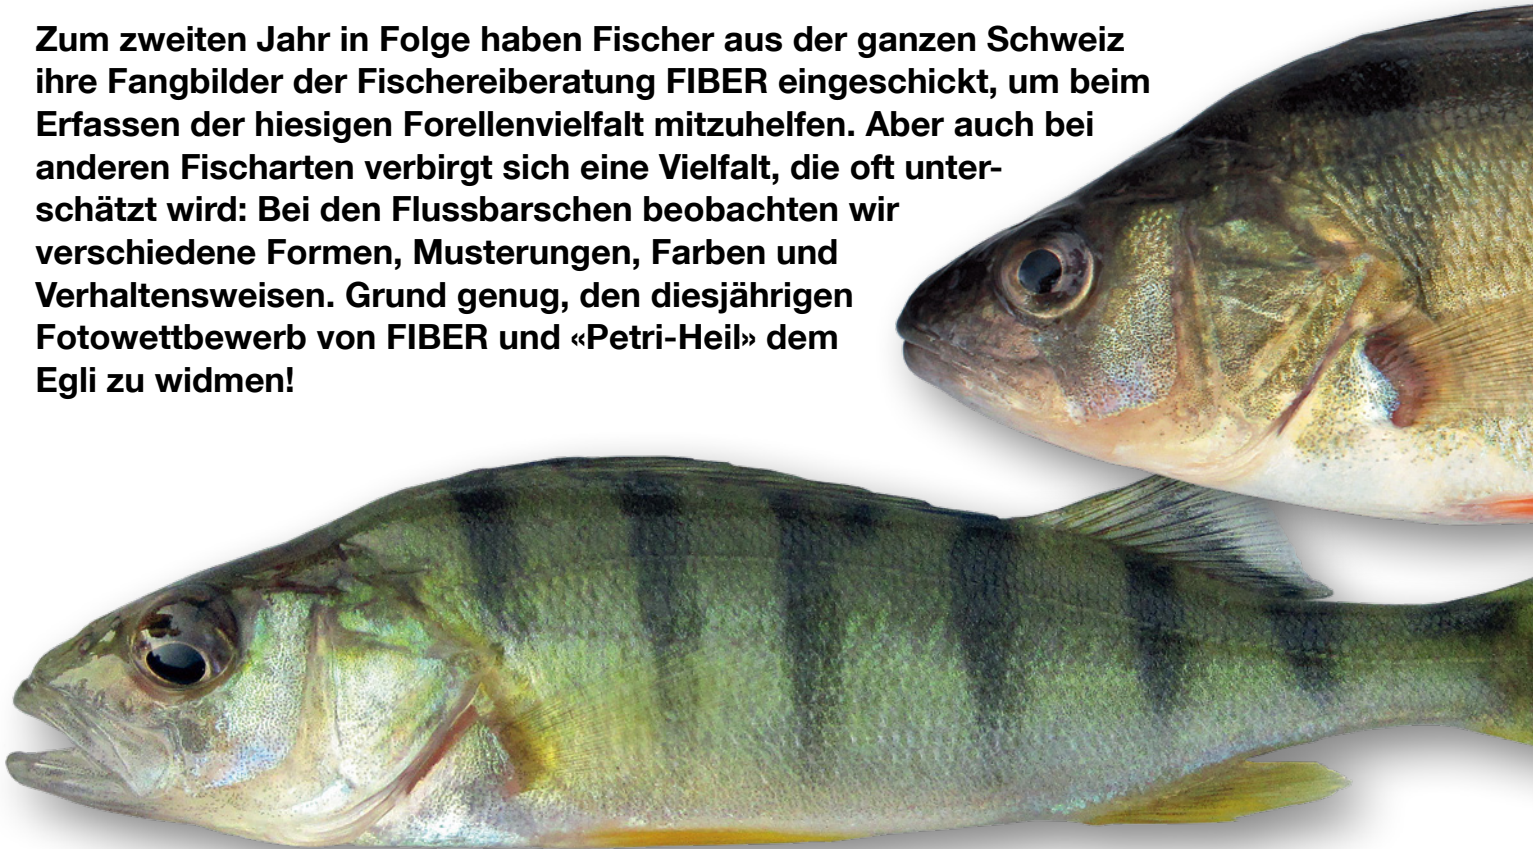 Zum zweiten Jahr in Folge haben Fischer aus der ganzen Schweiz
ihre Fangbilder der Fischereiberatung FIBER eingeschickt, um beim
Erfassen der hiesigen Forellenvielfalt mitzuhelfen. Aber auch bei
anderen Fischarten verbirgt sich eine Vielfalt, die oft unter-
schätzt wird: Bei den Flussbarschen beobachten wir
verschiedene Formen, Musterungen, Farben und
Verhaltensweisen. Grund genug, den diesjährigen
Fotowettbewerb von FIBER und «Petri-Heil» dem
Egli zu widmen!